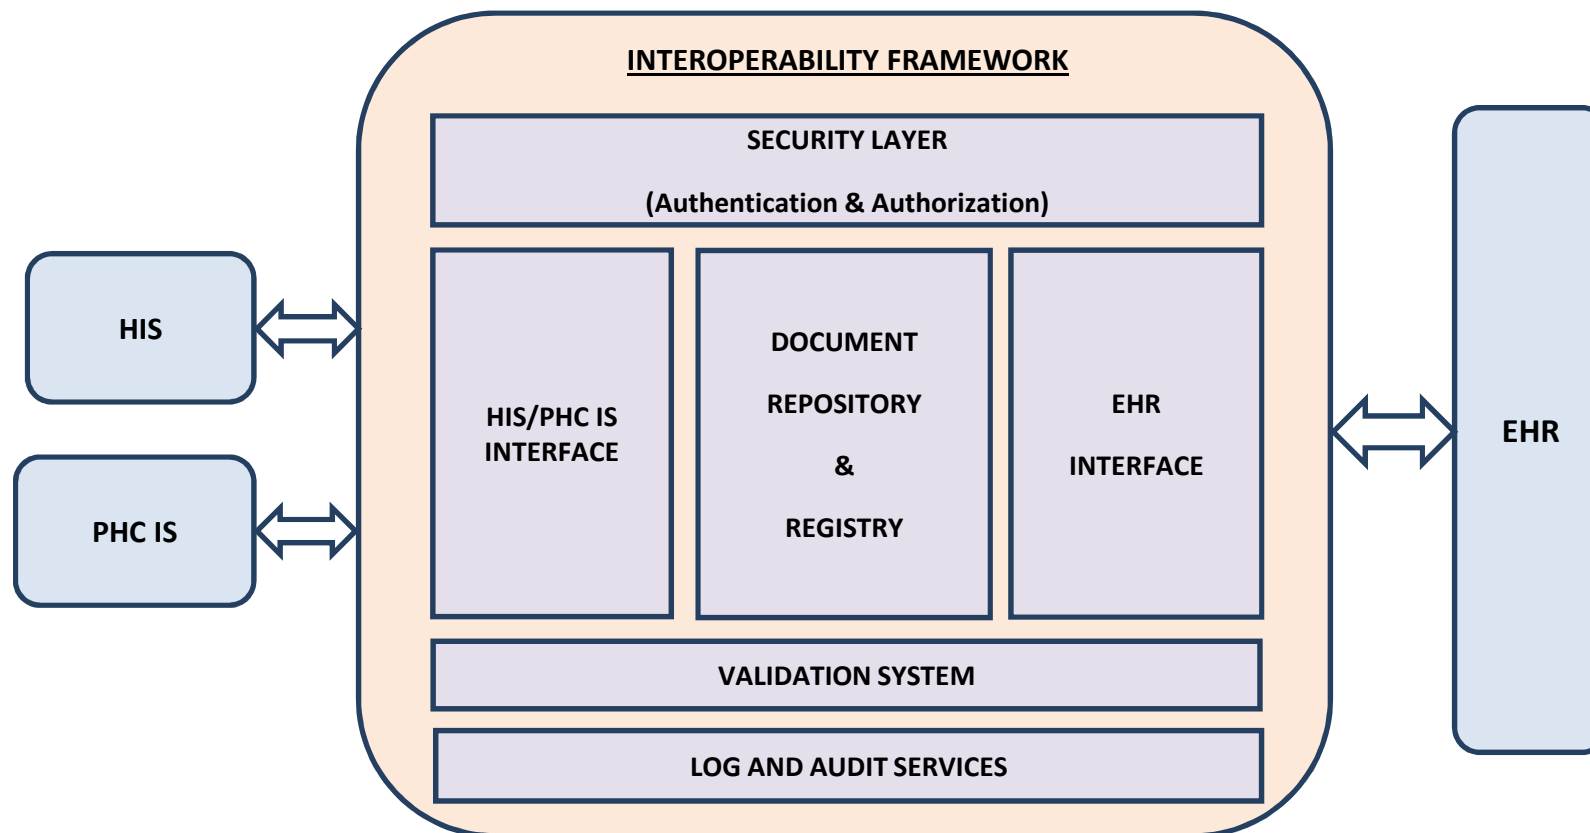 INTEROPERABILITY FRAMEWORK
SECURITY LAYER
(Authentication & Authorization)
HIS
PHC IS
HIS/PHC IS
INTERFACE
DOCUMENT
REPOSITORY
&
REGISTRY
EHR
INTERFACE
EHR
VALIDATION SYSTEM
LOG AND AUDIT SERVICES